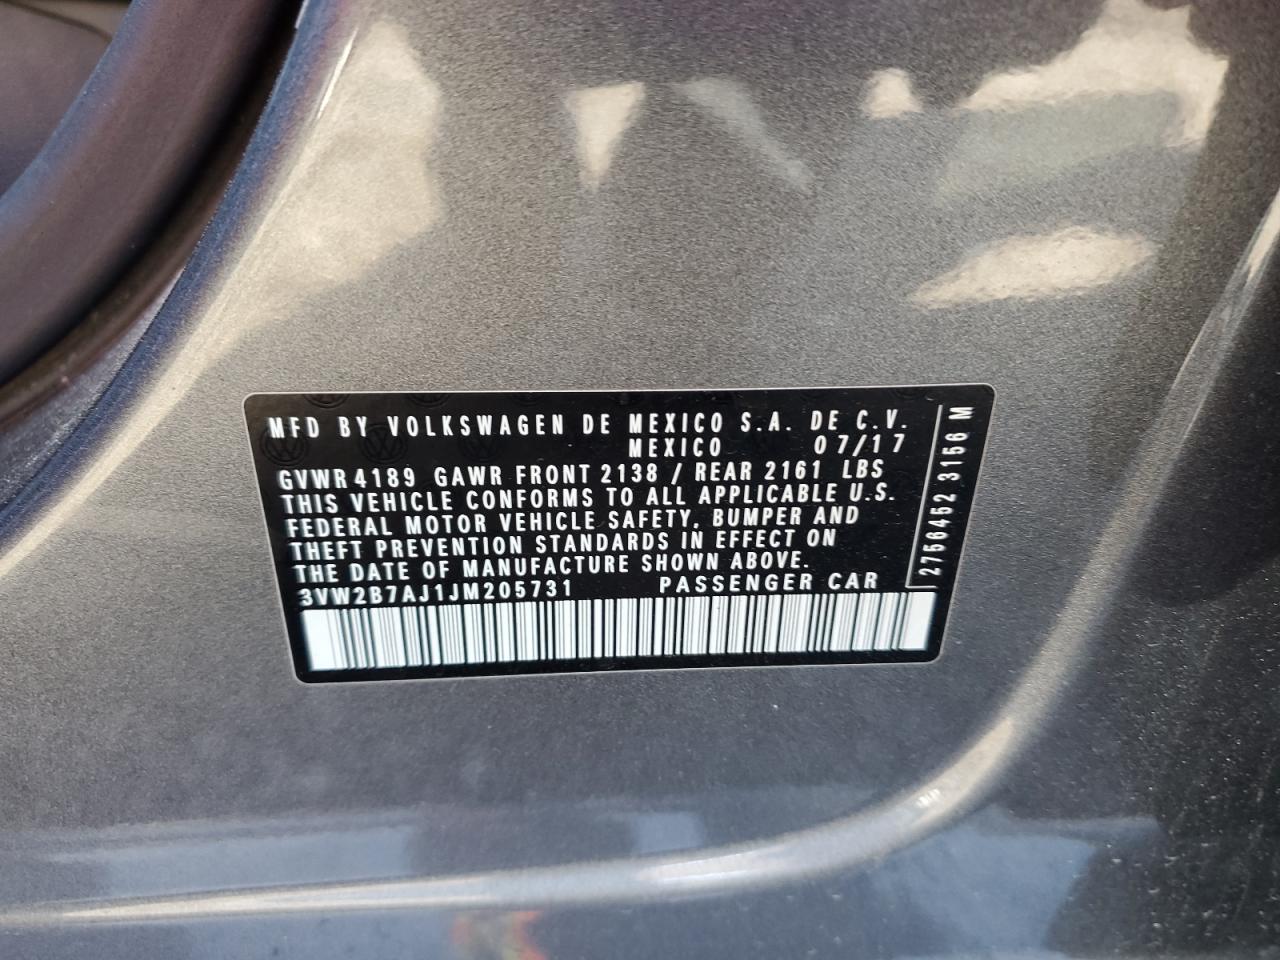 MFD BY VOLKSWAGEN DE MEXICO S.A. DE C.V.
MEXICO 07/17
GVWR 4189 GAWR FRONT 2138 / REAR 2161 LBS
THIS VEHICLE CONFORMS TO ALL APPLICABLE U.S.
FEDERAL MOTOR VEHICLE SAFETY, BUMPER AND
THEFT PREVENTION STANDARDS IN EFFECT ON
THE DATE OF MANUFACTURE SHOWN ABOVE.
3VW2B7AJ1JM205731 PASSENGER CAR
2756452 3156 M